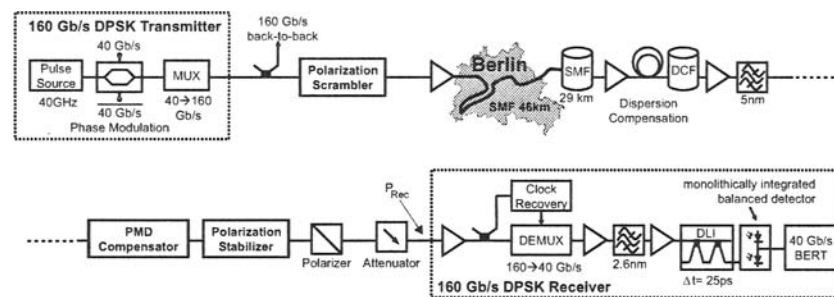 160 Gb/s DPSK Transmitter
160 Gb/s
back-to-back
40 Gb/s
Pulse
Source
MUX
40GHz
40 Gb/s
40→160
Gb/s
Phase Modulation
Polarization
Scrambler
Berlin
SMF 46km
SMF
29 km
DCF
Dispersion
Compensation
5nm
PMD
Compensator
Polarization
Stabilizer
Polarizer
Attenuator
PRec
Clock
Recovery
DEMUX
160→40 Gb/s
2.6nm
monolithically integrated
balanced detector
DLI
Δt= 25ps
40 Gb/s
BERT
160 Gb/s DPSK Receiver